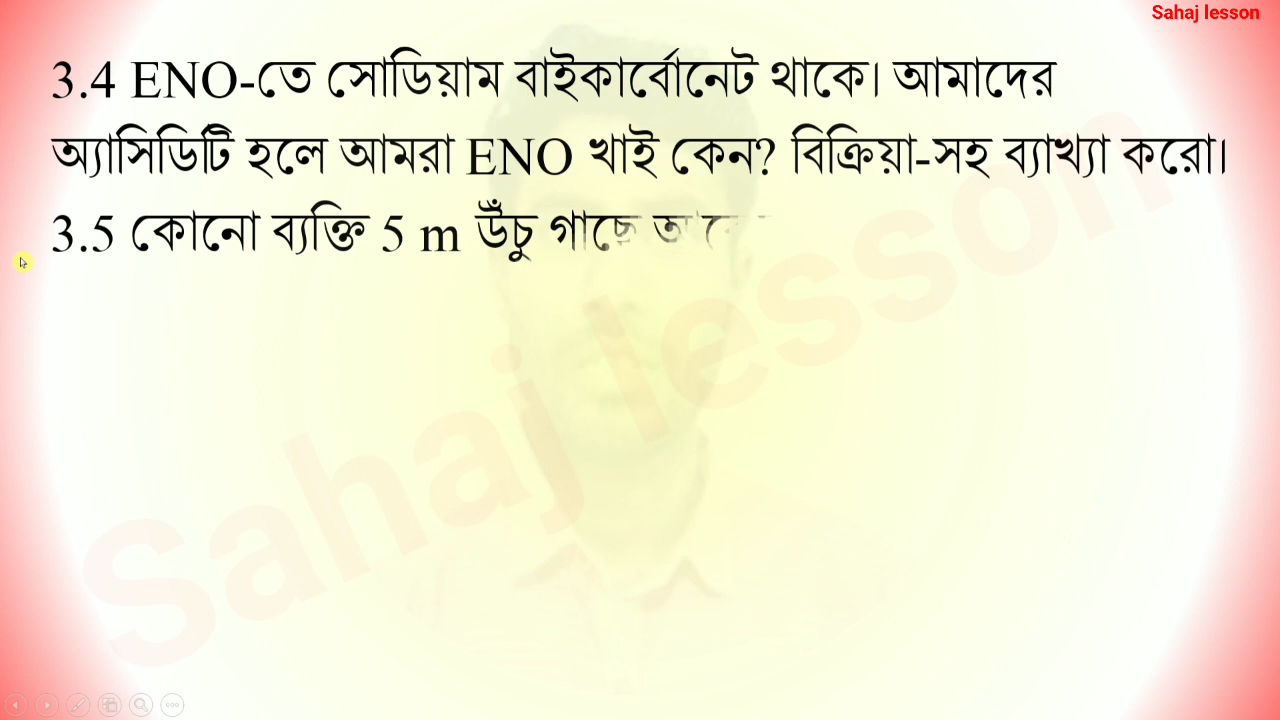 Sahaj lesson
3.4 ENO-তে সোডিয়াম বাইকার্বোনেট থাকে। আমাদের
অ্যাসিডিটি হলে আমরা ENO খাই কেন? বিক্রিয়া-সহ ব্যাখ্যা করো।
3.5 কোনো ব্যক্তি 5 m উঁচু গাছে
Sahaj lesson